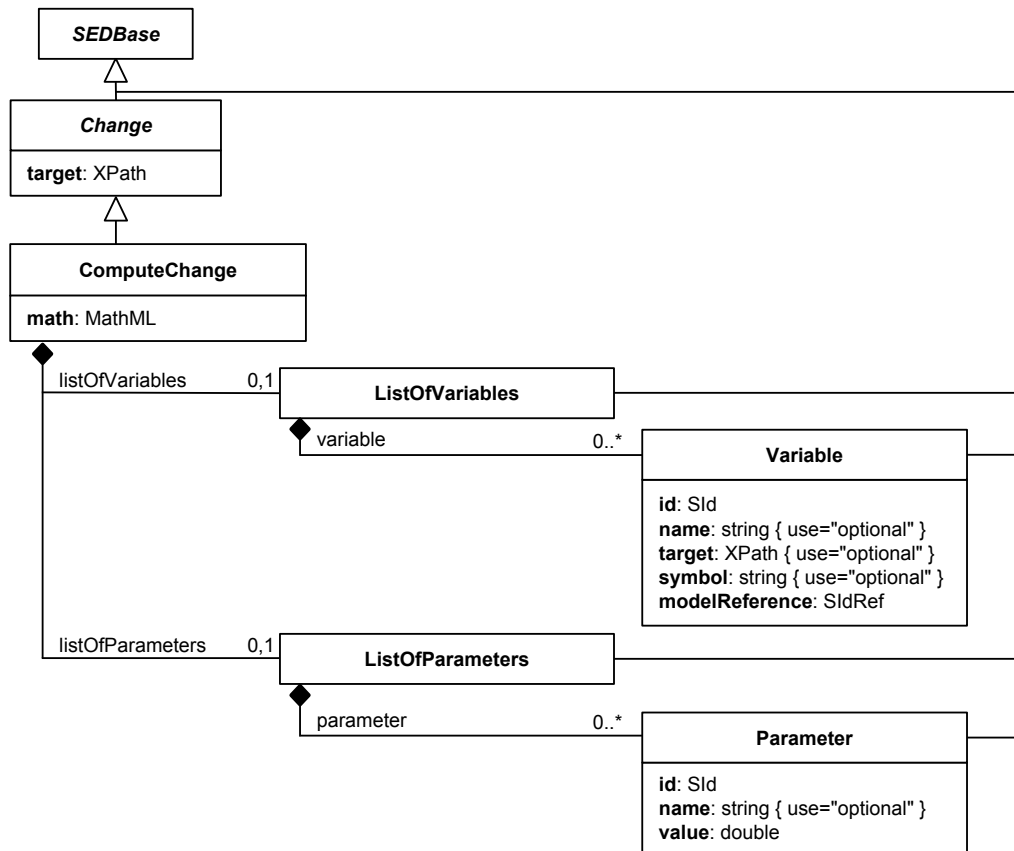 SEDBase
Change
target: XPath
ComputeChange
math: MathML
listOfVariables 0,1
ListOfVariables
variable 0..*
Variable
id: SId
name: string { use="optional" }
target: XPath { use="optional" }
symbol: string { use="optional" }
modelReference: SIdRef
listOfParameters 0,1
ListOfParameters
parameter 0..*
Parameter
id: SId
name: string { use="optional" }
value: double